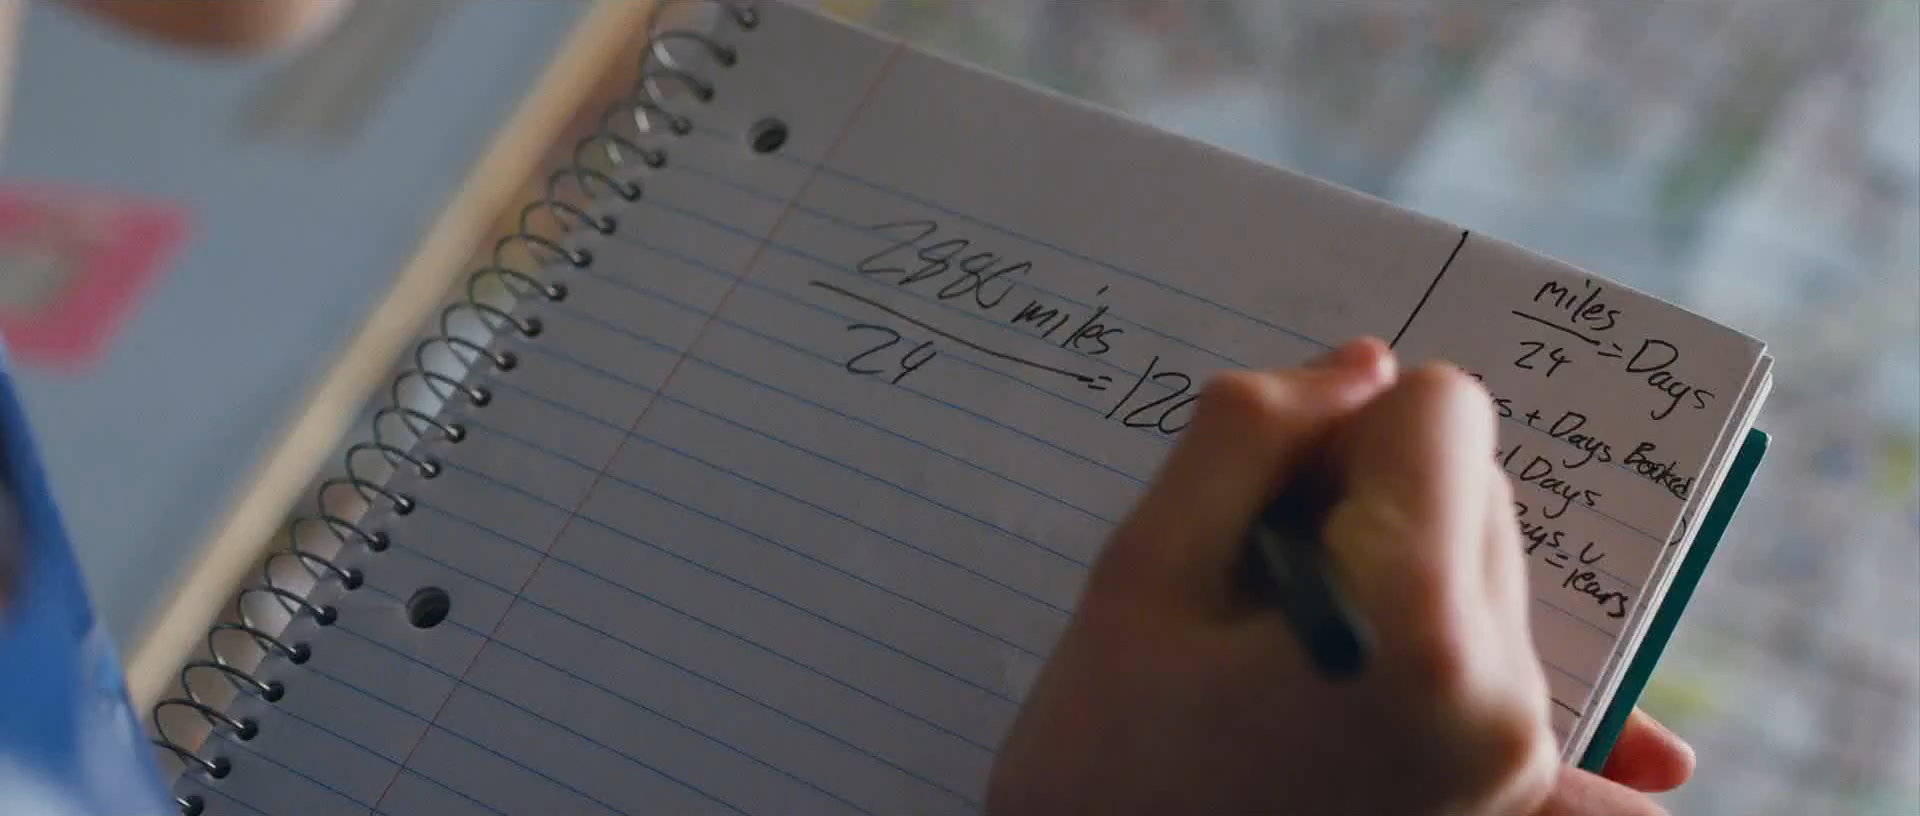 2880 miles
24 = 120
miles
24 = Days
+ Days Booked
Days
= Years